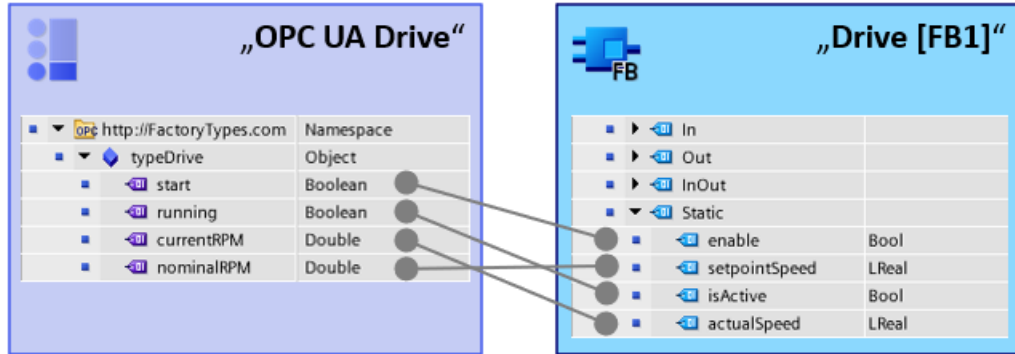 „OPC UA Drive“
OPC http://FactoryTypes.com Namespace
typeDrive Object
start Boolean
running Boolean
currentRPM Double
nominalRPM Double
„Drive [FB1]“
FB
In
Out
InOut
Static
enable Bool
setpointSpeed LReal
isActive Bool
actualSpeed LReal